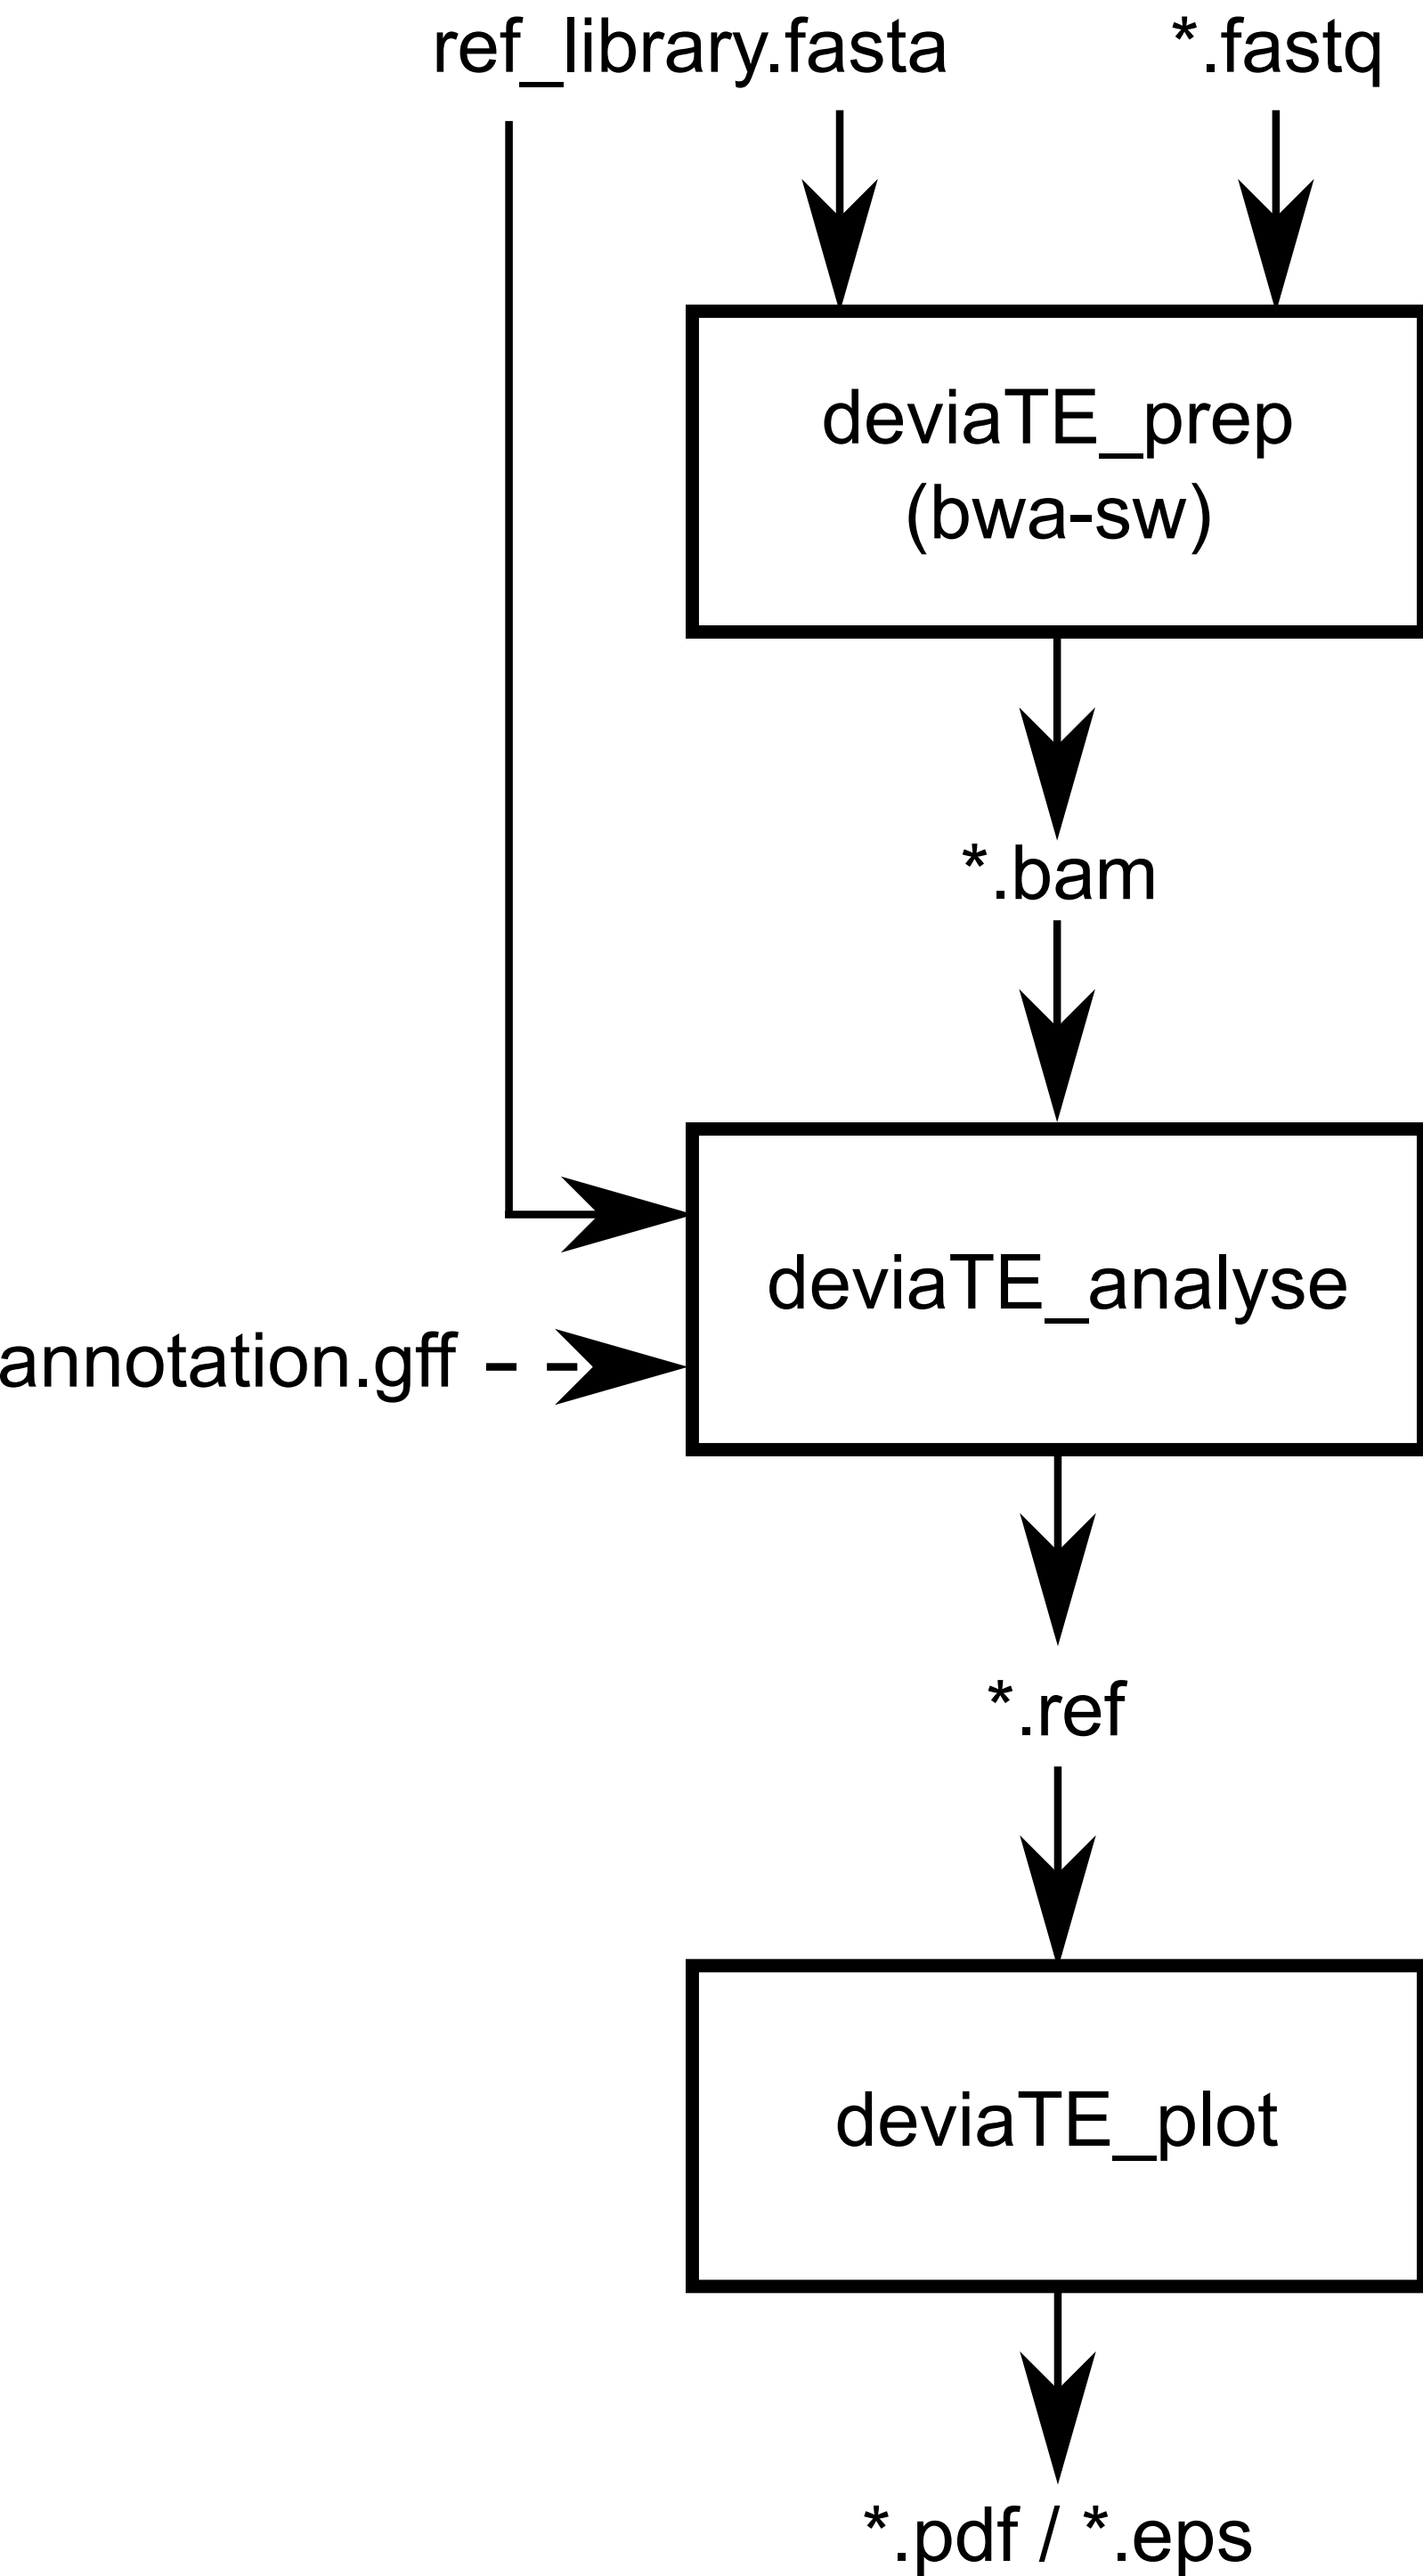 ref_library.fasta
*.fastq
deviaTE_prep
(bwa-sw)
*.bam
deviaTE_analyse
annotation.gff
*.ref
deviaTE_plot
*.pdf / *.eps